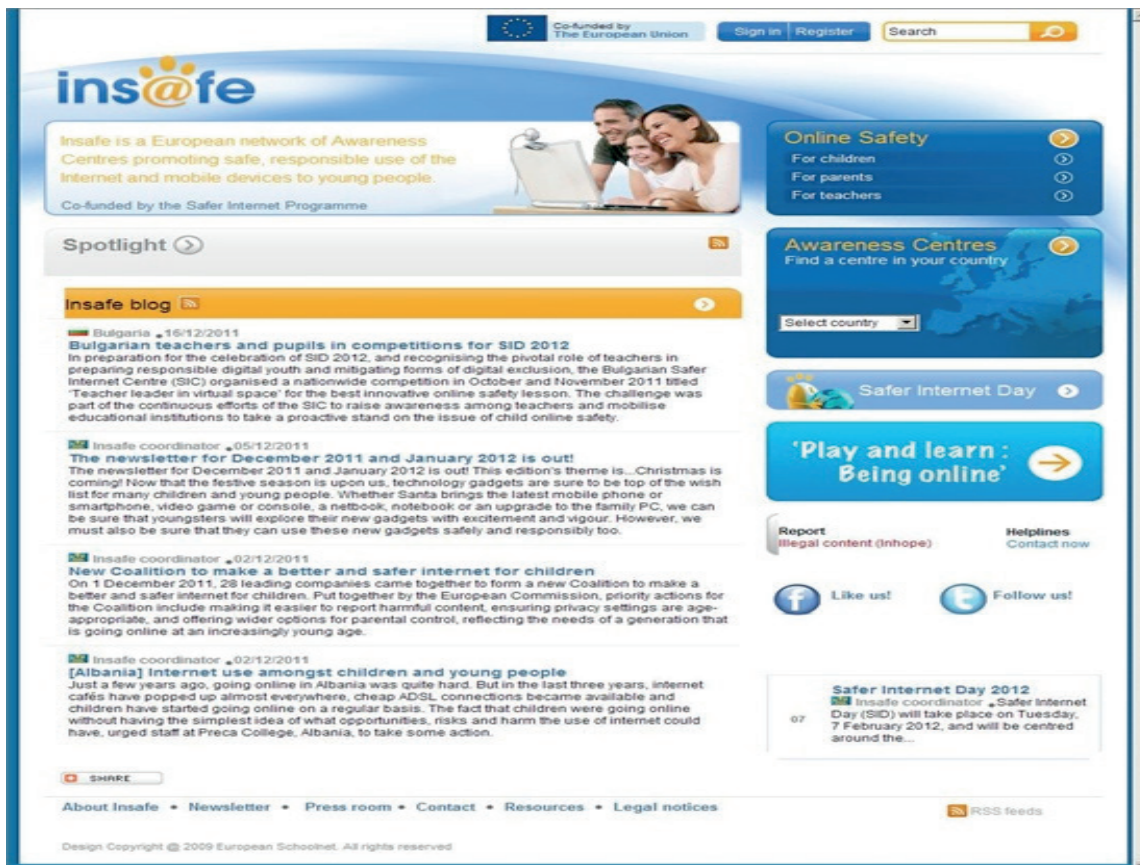 Co-funded by
The European Union
Sign in
Register
Search
ins@fe
Insafe is a European network of Awareness
Centres promoting safe, responsible use of the
Internet and mobile devices to young people.
Co-funded by the Safer Internet Programme
Online Safety
For children
For parents
For teachers
Spotlight
Awareness Centres
Find a centre in your country
Select country
Insafe blog
Bulgaria 16/12/2011
Bulgarian teachers and pupils in competitions for SID 2012
In preparation for the celebration of SID 2012, and recognising the pivotal role of teachers in
preparing responsible digital youth and mitigating forms of digital exclusion, the Bulgarian Safer
Internet Centre (SIC) organised a nationwide competition in October and November 2011 titled
'Teacher leader in virtual space' for the best innovative online safety lesson. The challenge was
part of the continuous efforts of the SIC to raise awareness among teachers and mobilise
educational institutions to take a proactive stand on the issue of child online safety.
Insafe coordinator 05/12/2011
The newsletter for December 2011 and January 2012 is out!
The newsletter for December 2011 and January 2012 is out! This edition's theme is...Christmas is
coming! Now that the festive season is upon us, technology gadgets are sure to be top of the wish
list for many children and young people. Whether Santa brings the latest mobile phone or
smartphone, video game or console, a netbook, notebook or an upgrade to the family PC, we can
be sure that youngsters will explore their new gadgets with excitement and vigour. However, we
must also be sure that they can use these new gadgets safely and responsibly too.
Insafe coordinator 02/12/2011
New Coalition to make a better and safer internet for children
On 1 December 2011, 28 leading companies came together to form a new Coalition to make a
better and safer internet for children. Put together by the European Commission, priority actions for
the Coalition include making it easier to report harmful content, ensuring privacy settings are age-
appropriate, and offering wider options for parental control, reflecting the needs of a generation that
is going online at an increasingly young age.
Insafe coordinator 02/12/2011
[Albania] Internet use amongst children and young people
Just a few years ago, going online in Albania was quite hard. But in the last three years, internet
cafés have popped up almost everywhere, cheap ADSL connections became available and
children have started going online on a regular basis. The fact that children were going online
without having the simplest idea of what opportunities, risks and harm the use of internet could
have, urged staff at Preca College, Albania, to take some action.
Safer Internet Day
'Play and learn :
Being online'
Report
Illegal content (Inhope)
Helplines
Contact now
Like us!
Follow us!
Safer Internet Day 2012
Insafe coordinator Safer Internet
07
Day (SID) will take place on Tuesday,
7 February 2012, and will be centred
around the...
SHARE
About Insafe • Newsletter • Press room • Contact • Resources • Legal notices
RSS feeds
Design Copyright @ 2009 European Schoolnet. All rights reserved